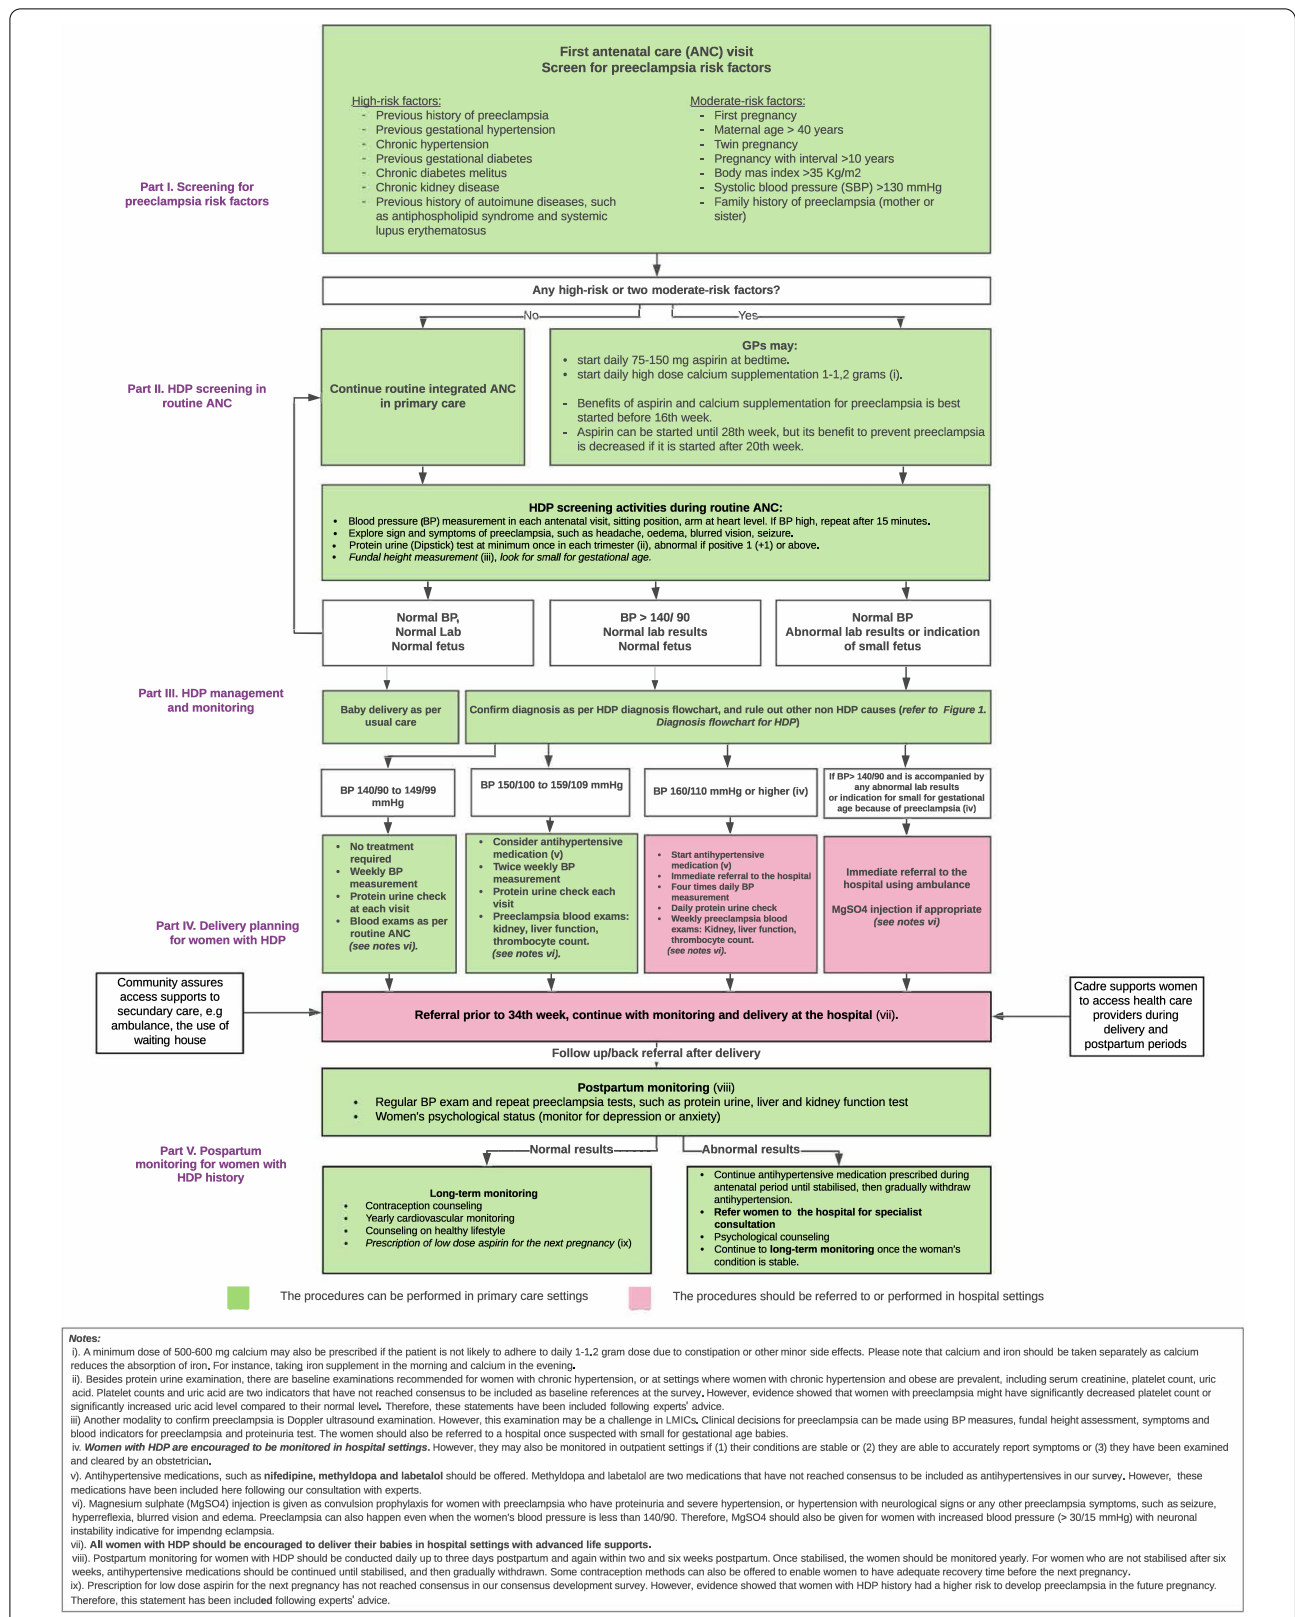 First antenatal care (ANC) visit
Screen for preeclampsia risk factors
High-risk factors:
- Previous history of preeclampsia
- Previous gestational hypertension
- Chronic hypertension
- Previous gestational diabetes
- Chronic diabetes melitus
- Chronic kidney disease
- Previous history of autoimune diseases, such
as antiphospholipid syndrome and systemic
lupus erythematosus
Moderate-risk factors:
- First pregnancy
- Maternal age > 40 years
- Twin pregnancy
- Pregnancy with interval >10 years
- Body mas index >35 Kg/m2
- Systolic blood pressure (SBP) >130 mmHg
- Family history of preeclampsia (mother or
sister)
Part I. Screening for
preeclampsia risk factors
Any high-risk or two moderate-risk factors?
No
Yes
Part II. HDP screening in
routine ANC
Continue routine integrated ANC
in primary care
GPs may:
• start daily 75-150 mg aspirin at bedtime.
• start daily high dose calcium supplementation 1-1,2 grams (i).
- Benefits of aspirin and calcium supplementation for preeclampsia is best
started before 16th week.
- Aspirin can be started until 28th week, but its benefit to prevent preeclampsia
is decreased if it is started after 20th week.
HDP screening activities during routine ANC:
• Blood pressure (BP) measurement in each antenatal visit, sitting position, arm at heart level. If BP high, repeat after 15 minutes.
• Explore sign and symptoms of preeclampsia, such as headache, oedema, blurred vision, seizure.
• Protein urine (Dipstick) test at minimum once in each trimester (ii), abnormal if positive 1 (+1) or above.
• Fundal height measurement (iii), look for small for gestational age.
Normal BP,
Normal Lab
Normal fetus
BP > 140/ 90
Normal lab results
Normal fetus
Normal BP
Abnormal lab results or indication
of small fetus
Part III. HDP management
and monitoring
Baby delivery as per
usual care
Confirm diagnosis as per HDP diagnosis flowchart, and rule out other non HDP causes (refer to Figure 1.
Diagnosis flowchart for HDP)
BP 140/90 to 149/99
mmHg
BP 150/100 to 159/109 mmHg
BP 160/110 mmHg or higher (iv)
If BP> 140/90 and is accompanied by
any abnormal lab results
or indication for small for gestational
age because of preeclampsia (iv)
Part IV. Delivery planning
for women with HDP
• No treatment
required
• Weekly BP
measurement
• Protein urine check
at each visit
• Blood exams as per
routine ANC
(see notes vi).
• Consider antihypertensive
medication (v)
• Twice weekly BP
measurement
• Protein urine check each
visit
• Preeclampsia blood exams:
kidney, liver function,
thrombocyte count.
(see notes vi).
• Start antihypertensive
medication (v)
• Immediate referral to the hospital
• Four times daily BP
measurement
• Daily protein urine check
• Weekly preeclampsia blood
exams: Kidney, liver function,
thrombocyte count.
(see notes vi).
Immediate referral to the
hospital using ambulance
MgSO4 injection if appropriate
(see notes vi)
Community assures
access supports to
secundary care, e.g
ambulance, the use of
waiting house
Referral prior to 34th week, continue with monitoring and delivery at the hospital (vii).
Cadre supports women
to access health care
providers during
delivery and
postpartum periods
Follow up/back referral after delivery
Postpartum monitoring (viii)
• Regular BP exam and repeat preeclampsia tests, such as protein urine, liver and kidney function test
• Women's psychological status (monitor for depression or anxiety)
Part V. Pospartum
monitoring for women with
HDP history
Normal results
Abnormal results
Long-term monitoring
• Contraception counseling
• Yearly cardiovascular monitoring
• Counseling on healthy lifestyle
• Prescription of low dose aspirin for the next pregnancy (ix)
• Continue antihypertensive medication prescribed during
antenatal period until stabilised, then gradually withdraw
antihypertension.
• Refer women to the hospital for specialist
consultation
• Psychological counseling
• Continue to long-term monitoring once the woman's
condition is stable.
The procedures can be performed in primary care settings
The procedures should be referred to or performed in hospital settings
Notes:
i). A minimum dose of 500-600 mg calcium may also be prescribed if the patient is not likely to adhere to daily 1-1.2 gram dose due to constipation or other minor side effects. Please note that calcium and iron should be taken separately as calcium
reduces the absorption of iron. For instance, taking iron supplement in the morning and calcium in the evening.
ii). Besides protein urine examination, there are baseline examinations recommended for women with chronic hypertension, or at settings where women with chronic hypertension and obese are prevalent, including serum creatinine, platelet count, uric
acid. Platelet counts and uric acid are two indicators that have not reached consensus to be included as baseline references at the survey. However, evidence showed that women with preeclampsia might have significantly decreased platelet count or
significantly increased uric acid level compared to their normal level. Therefore, these statements have been included following experts' advice.
iii) Another modality to confirm preeclampsia is Doppler ultrasound examination. However, this examination may be a challenge in LMICs. Clinical decisions for preeclampsia can be made using BP measures, fundal height assessment, symptoms and
blood indicators for preeclampsia and proteinuria test. The women should also be referred to a hospital once suspected with small for gestational age babies.
iv. Women with HDP are encouraged to be monitored in hospital settings. However, they may also be monitored in outpatient settings if (1) their conditions are stable or (2) they are able to accurately report symptoms or (3) they have been examined
and cleared by an obstetrician.
v). Antihypertensive medications, such as nifedipine, methyldopa and labetalol should be offered. Methyldopa and labetalol are two medications that have not reached consensus to be included as antihypertensives in our survey. However, these
medications have been included here following our consultation with experts.
vi). Magnesium sulphate (MgSO4) injection is given as convulsion prophylaxis for women with preeclampsia who have proteinuria and severe hypertension, or hypertension with neurological signs or any other preeclampsia symptoms, such as seizure,
hyperreflexia, blurred vision and edema. Preeclampsia can also happen even when the women's blood pressure is less than 140/90. Therefore, MgSO4 should also be given for women with increased blood pressure (> 30/15 mmHg) with neuronal
instability indicative for impendng eclampsia.
vii). All women with HDP should be encouraged to deliver their babies in hospital settings with advanced life supports.
viii). Postpartum monitoring for women with HDP should be conducted daily up to three days postpartum and again within two and six weeks postpartum. Once stabilised, the women should be monitored yearly. For women who are not stabilised after six
weeks, antihypertensive medications should be continued until stabilised, and then gradually withdrawn. Some contraception methods can also be offered to enable women to have adequate recovery time before the next pregnancy.
ix). Prescription for low dose aspirin for the next pregnancy has not reached consensus in our consensus development survey. However, evidence showed that women with HDP history had a higher risk to develop preeclampsia in the future pregnancy.
Therefore, this statement has been included following experts' advice.